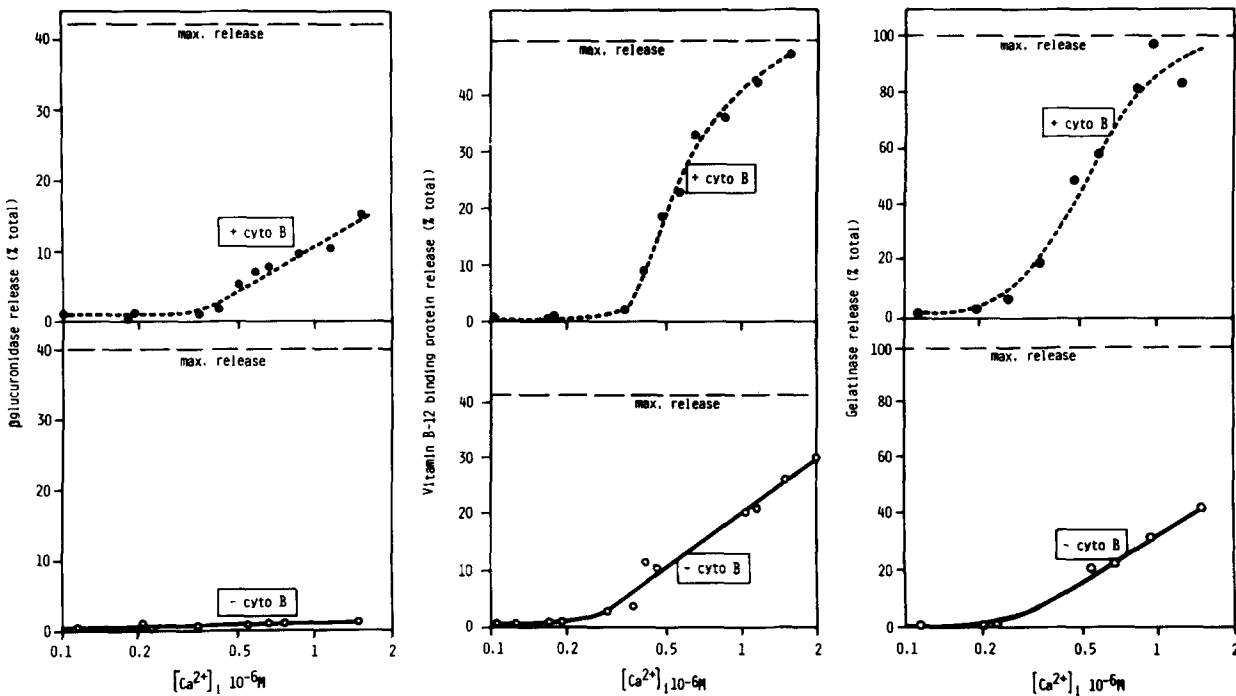 βglucuronidase release (% total)
40
30
20
10
0
max. release
+ cyto B
40
30
20
10
0
max. release
- cyto B
0.1
0.2
0.5
1
2
[Ca²⁺]ᵢ 10⁻⁶M
Vitamin B-12 binding protein release (% total)
40
30
20
10
0
max. release
+ cyto B
40
30
20
10
0
max. release
- cyto B
0.1
0.2
0.5
1
2
[Ca²⁺]ᵢ 10⁻⁶M
Gelatinase release (% total)
100
80
60
40
20
0
max. release
+ cyto B
100
80
60
40
20
0
max. release
- cyto B
0.1
0.2
0.5
1
2
[Ca²⁺]ᵢ 10⁻⁶M